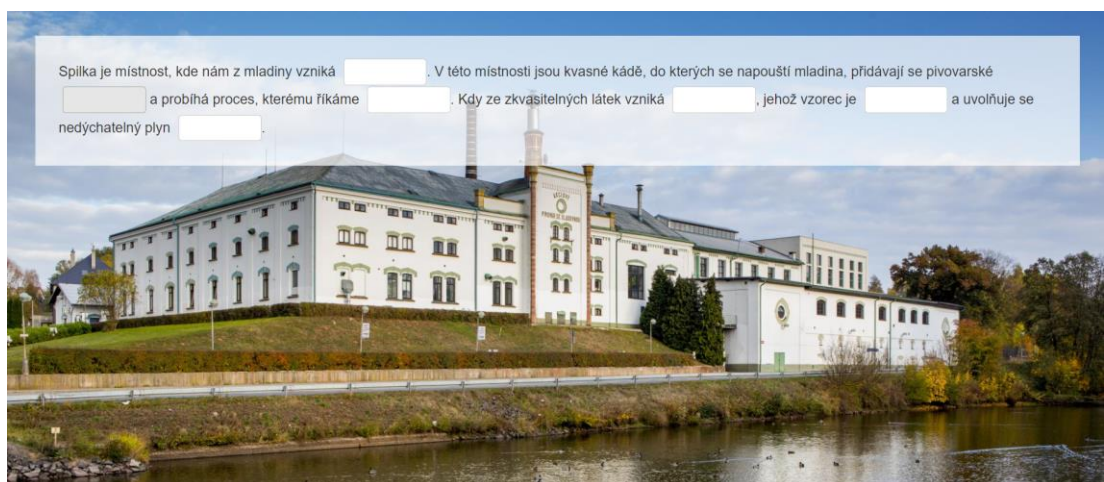 Spilka je místnost, kde nám z mladiny vzniká . V této místnosti jsou kvasné kádě, do kterých se napouští mladina, přidávají se pivovarské
a probíhá proces, kterému říkáme . Kdy ze zkvasitelných látek vzniká , jehož vzorec je a uvolňuje se
nedýchatelný plyn .